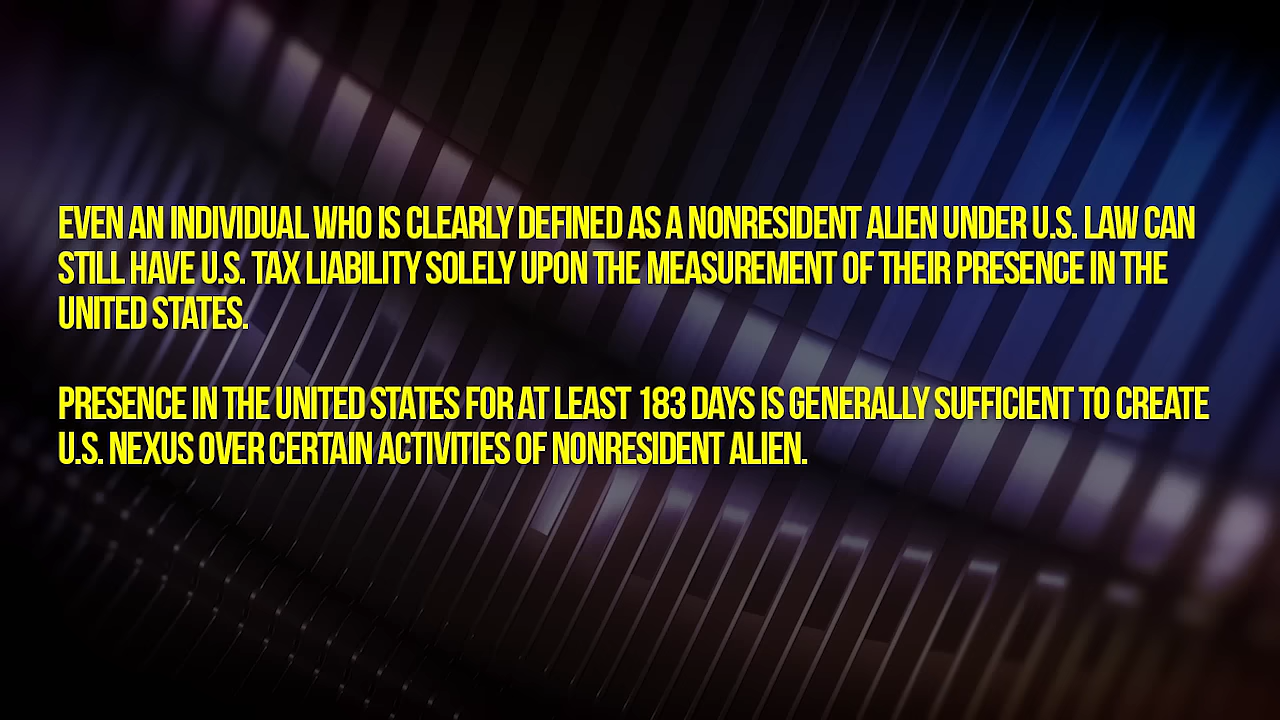 EVEN AN INDIVIDUAL WHO IS CLEARLY DEFINED AS A NONRESIDENT ALIEN UNDER U.S. LAW CAN
STILL HAVE U.S. TAX LIABILITY SOLELY UPON THE MEASUREMENT OF THEIR PRESENCE IN THE
UNITED STATES.
PRESENCE IN THE UNITED STATES FOR AT LEAST 183 DAYS IS GENERALLY SUFFICIENT TO CREATE
U.S. NEXUS OVER CERTAIN ACTIVITIES OF NONRESIDENT ALIEN.